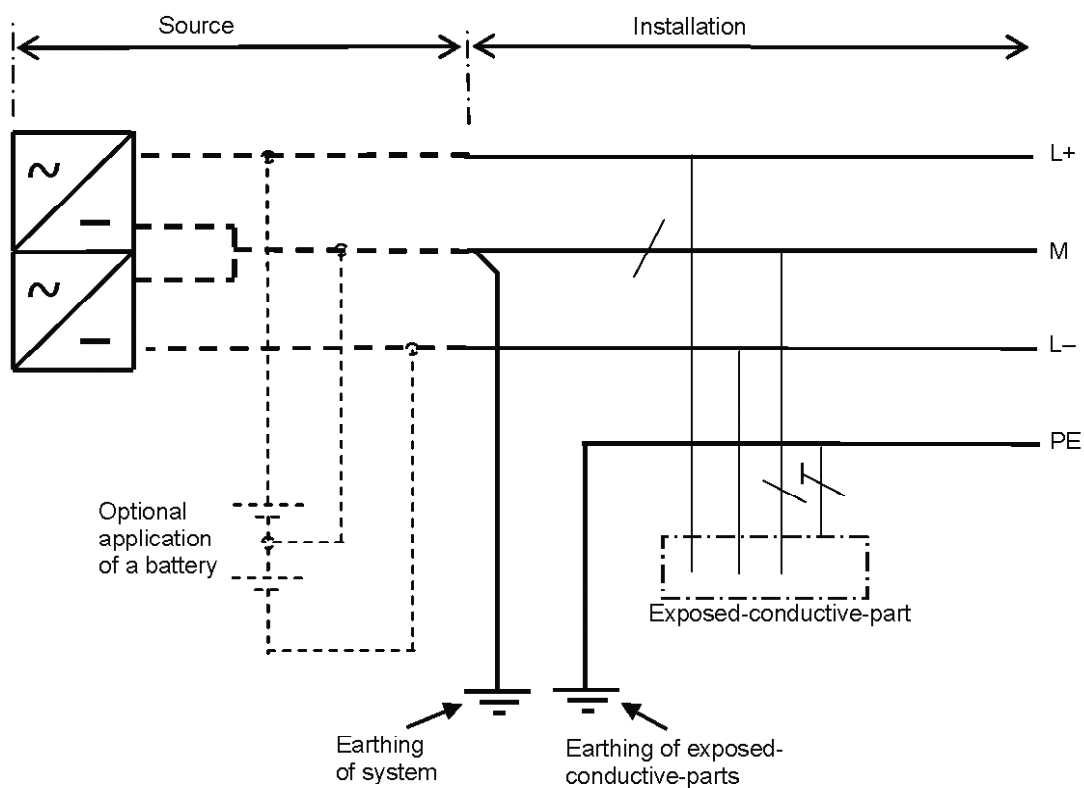 Source
Installation
L+
M
L–
PE
Optional
application
of a battery
Exposed-conductive-part
Earthing
of system
Earthing of exposed-
conductive-parts